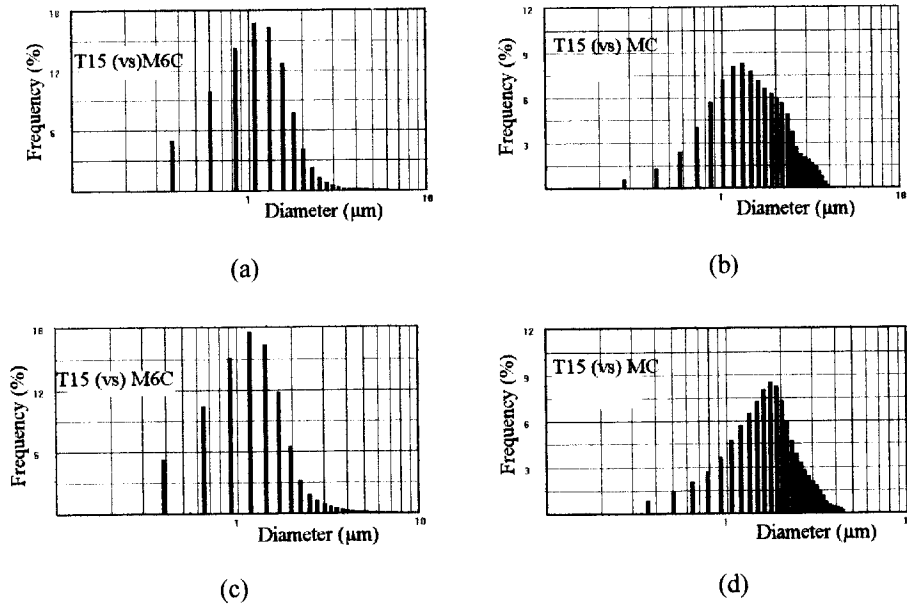 18
T15 (vs)M6C
12
6
Frequency (%)
1
10
Diameter (µm)
(a)
12
T15 (vs) MC
9
6
3
Frequency (%)
1
10
Diameter (µm)
(b)
18
T15 (vs) M6C
12
6
Frequency (%)
1
10
Diameter (µm)
(c)
12
T15 (vs) MC
9
6
3
Frequency (%)
1
1
Diameter (µm)
(d)